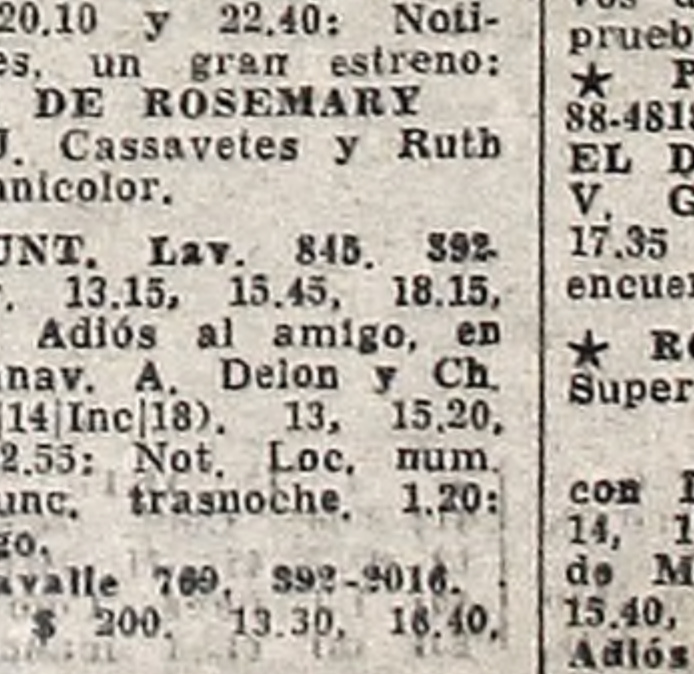 20.10 y 22.40: Noti-
es, un gran estreno:
DE ROSEMARY
J. Cassavetes y Ruth
nicolor.
UNT. Lav. 845. 392-
13.15, 15.45, 18.15,
Adiós al amigo, en
nav. A. Delon y Ch.
|14|Inc|18). 13, 15.20,
2.55: Not. Loc. num.
unc. trasnoche, 1.20:
go.
avalle 769. 392-2016.
$ 200. 13.30, 16.40,
prueb
★
88-481
EL D
V. G
17.35
encue
★ R
Super
con
14, 1
de M
15.40,
Adiós